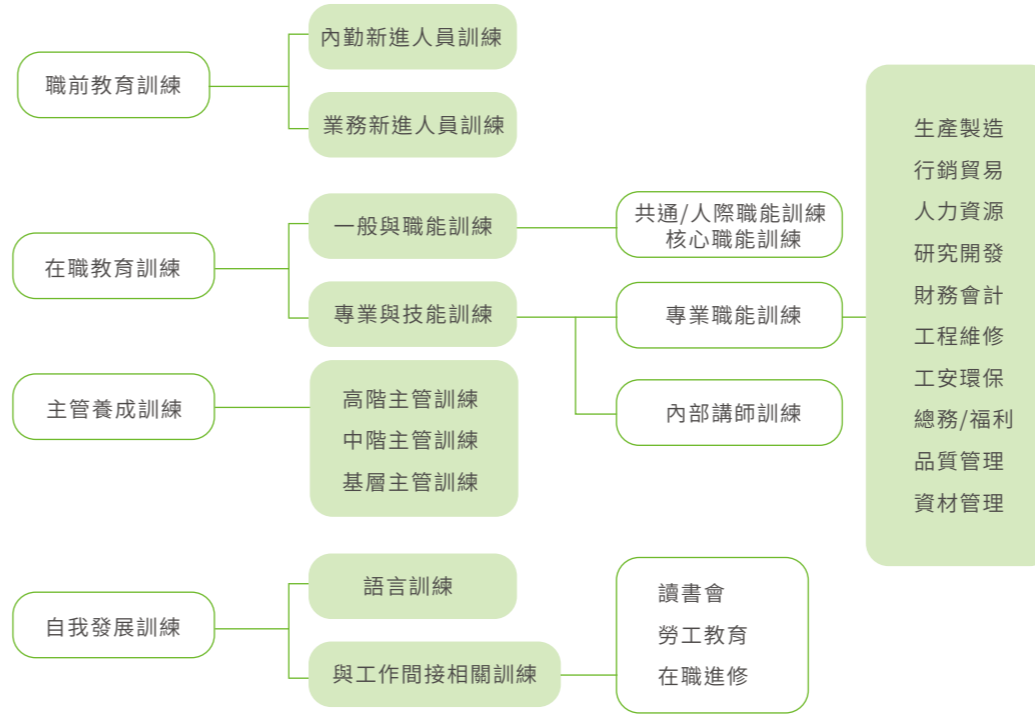 職前教育訓練
內勤新進人員訓練
業務新進人員訓練
在職教育訓練
一般與職能訓練
共通/人際職能訓練
核心職能訓練
專業與技能訓練
專業職能訓練
內部講師訓練
生產製造
行銷貿易
人力資源
研究開發
財務會計
工程維修
工安環保
總務/福利
品質管理
資材管理
主管養成訓練
高階主管訓練
中階主管訓練
基層主管訓練
自我發展訓練
語言訓練
與工作間接相關訓練
讀書會
勞工教育
在職進修